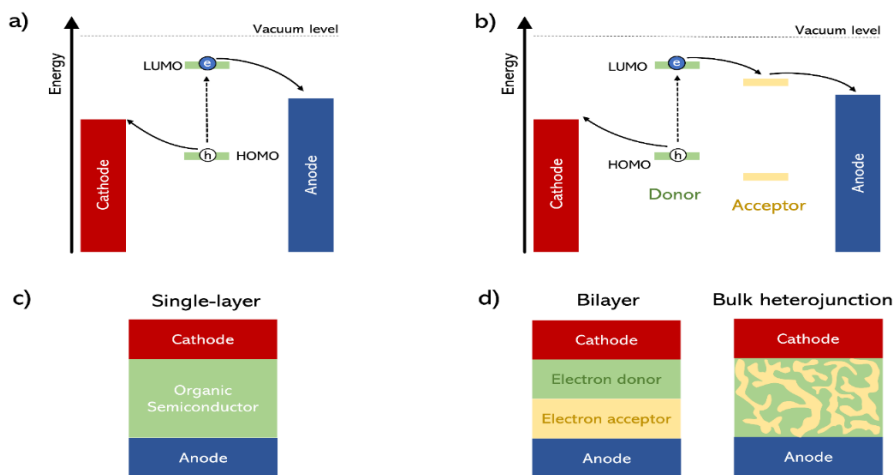 a)
Vacuum level
Energy
LUMO
e
HOMO
h
Cathode
Anode
b)
Vacuum level
Energy
LUMO
e
HOMO
h
Donor
Acceptor
Cathode
Anode
c)
Single-layer
Cathode
Organic
Semiconductor
Anode
d)
Bilayer
Cathode
Electron donor
Electron acceptor
Anode
Bulk heterojunction
Cathode
Anode